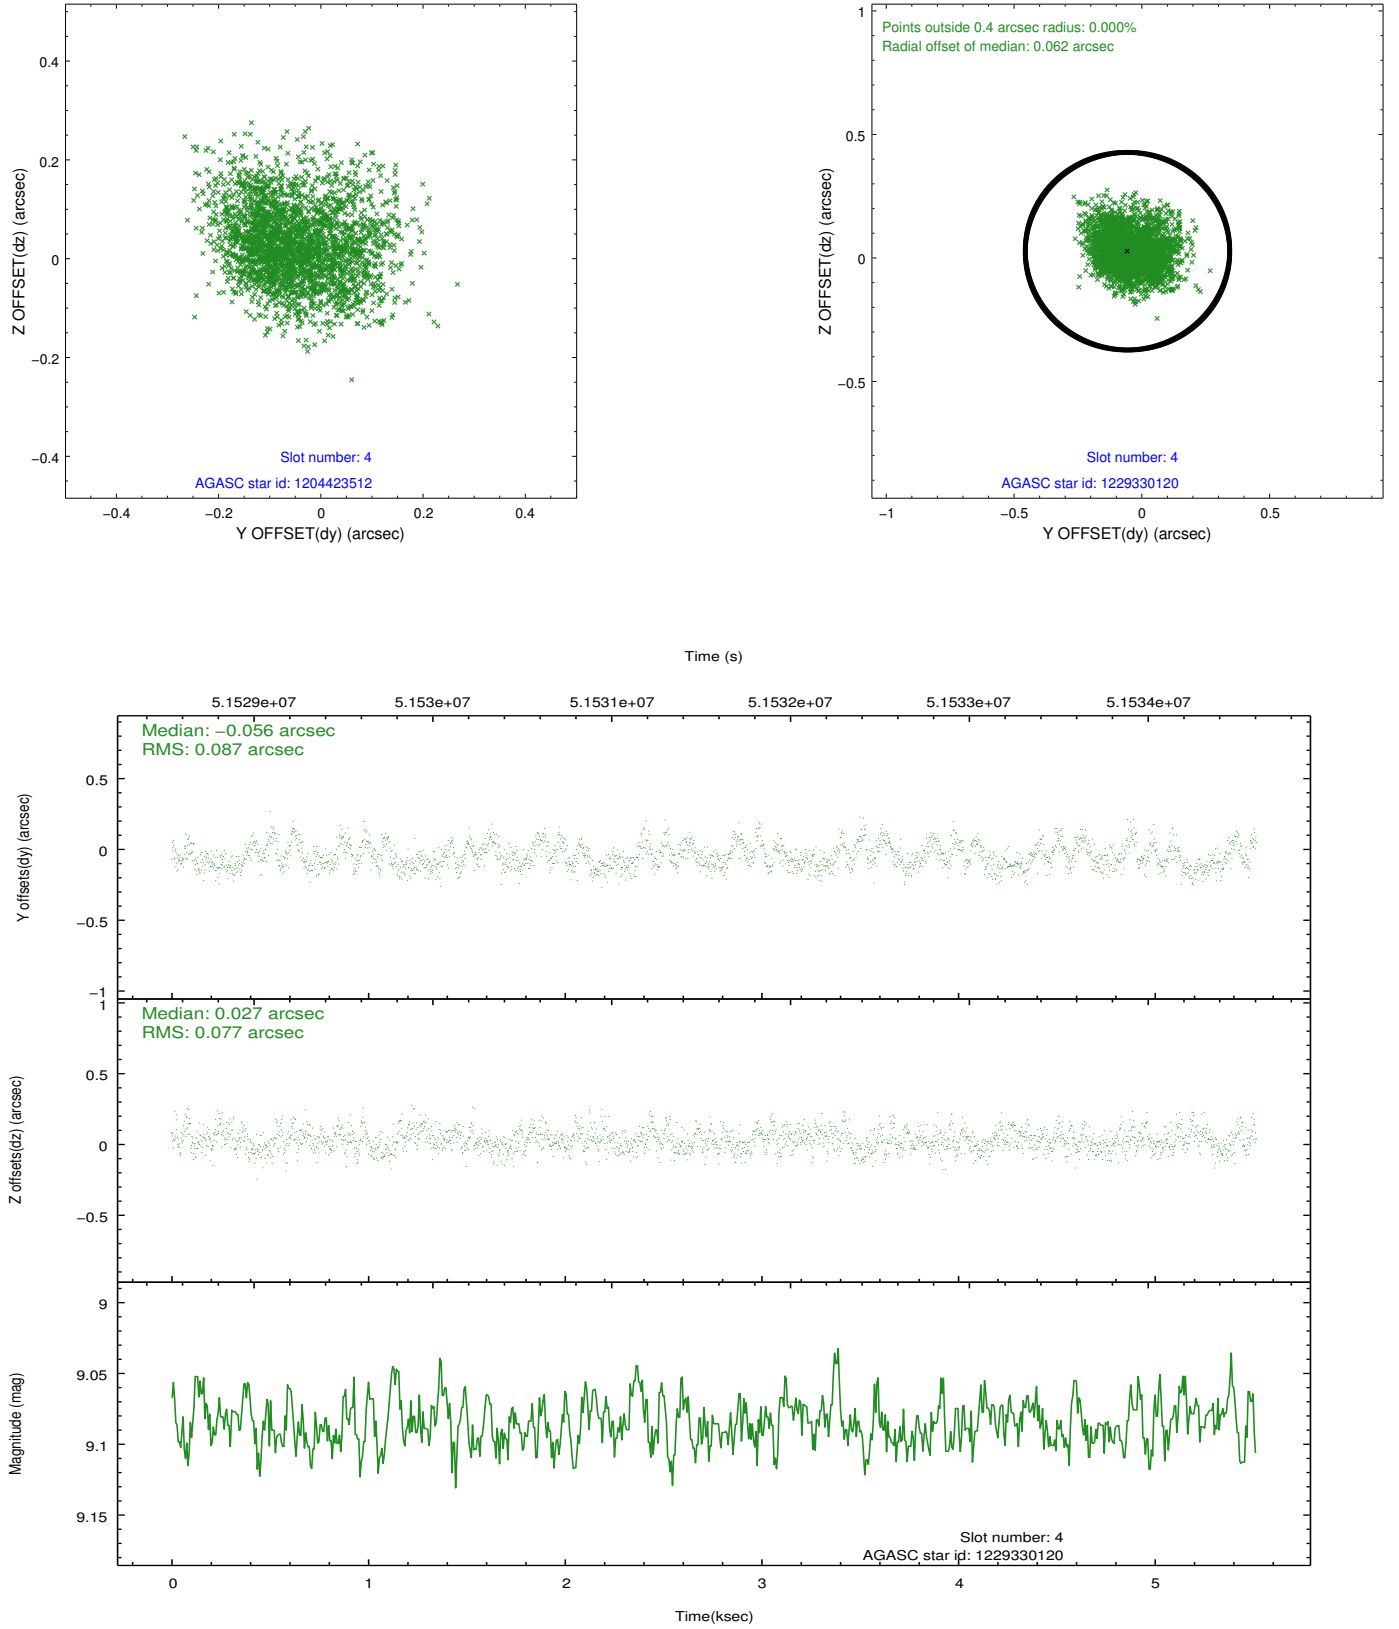 0.4
0.2
0
−0.2
−0.4
−0.4
−0.2
0
0.2
0.4
Z OFFSET(dz) (arcsec)
Y OFFSET(dy) (arcsec)
Slot number: 4
AGASC star id: 1204423512
Points outside 0.4 arcsec radius: 0.000%
Radial offset of median: 0.062 arcsec
1
0.5
0
−0.5
−1
−0.5
0
0.5
Z OFFSET(dz) (arcsec)
Y OFFSET(dy) (arcsec)
Slot number: 4
AGASC star id: 1229330120
Time (s)
5.1529e+07
5.153e+07
5.1531e+07
5.1532e+07
5.1533e+07
5.1534e+07
Median: −0.056 arcsec
RMS: 0.087 arcsec
0.5
0
−0.5
−1
Y offsets(dy) (arcsec)
Median: 0.027 arcsec
RMS: 0.077 arcsec
1
0.5
0
−0.5
Z offsets(dz) (arcsec)
9
9.05
9.1
9.15
Magnitude (mag)
Slot number: 4
AGASC star id: 1229330120
0
1
2
3
4
5
Time(ksec)